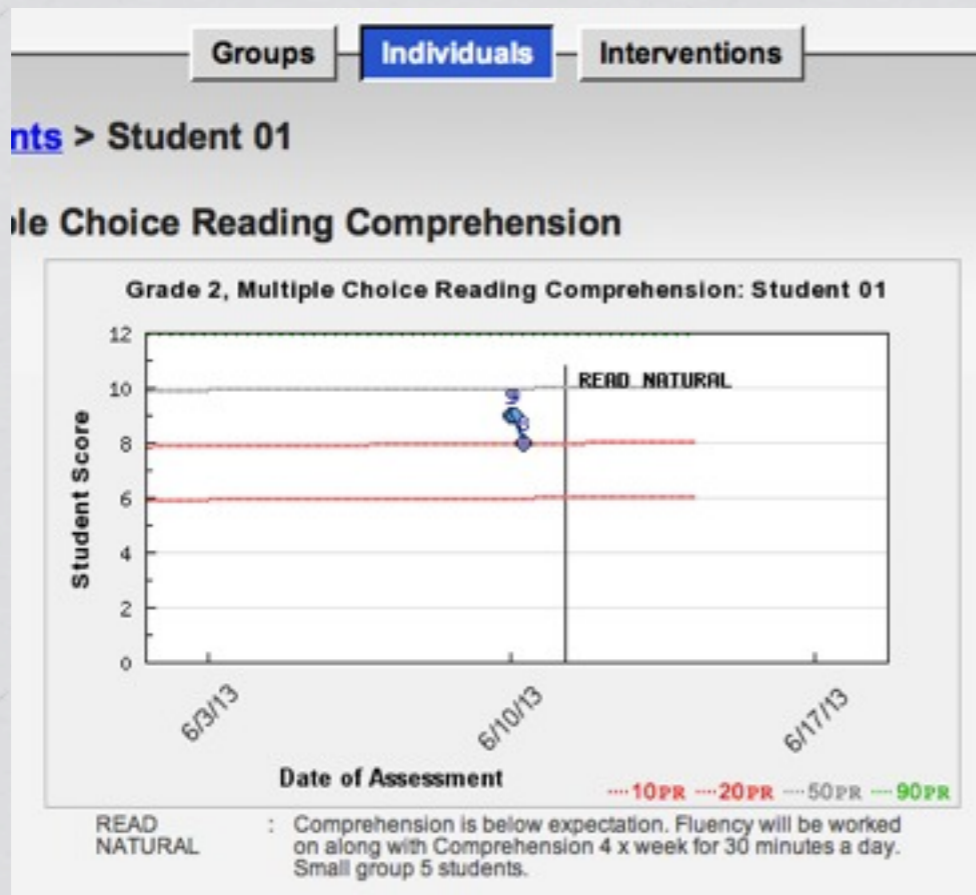 Groups Individuals Interventions
nts > Student 01
ple Choice Reading Comprehension
Grade 2, Multiple Choice Reading Comprehension: Student 01
12
10
8
6
4
2
0
Student Score
READ NATURAL
9
8
6/3/13 6/10/13 6/17/13
Date of Assessment
10PR 20PR 50PR 90PR
READ NATURAL : Comprehension is below expectation. Fluency will be worked
on along with Comprehension 4 x week for 30 minutes a day.
Small group 5 students.